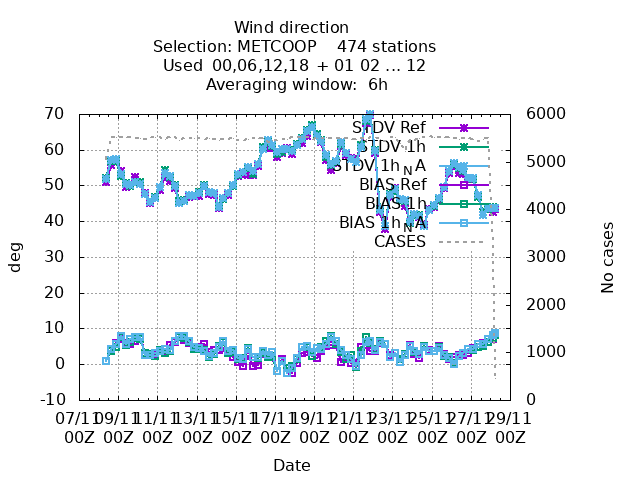 Wind direction
Selection: METCOOP 474 stations
Used 00,06,12,18 + 01 02 ... 12
Averaging window: 6h
70 6000
STDV Ref
STDV 1h
60
STDV 1h_NA 5000
50
BIAS Ref
BIAS 1h
40 4000
BIAS 1h_NA
CASES
30 3000
deg
No cases
20 2000
10 1000
0
-10 0
07/11 09/11 11/11 13/11 15/11 17/11 19/11 21/11 23/11 25/11 27/11 29/11
00Z 00Z 00Z 00Z 00Z 00Z 00Z 00Z 00Z 00Z 00Z 00Z
Date